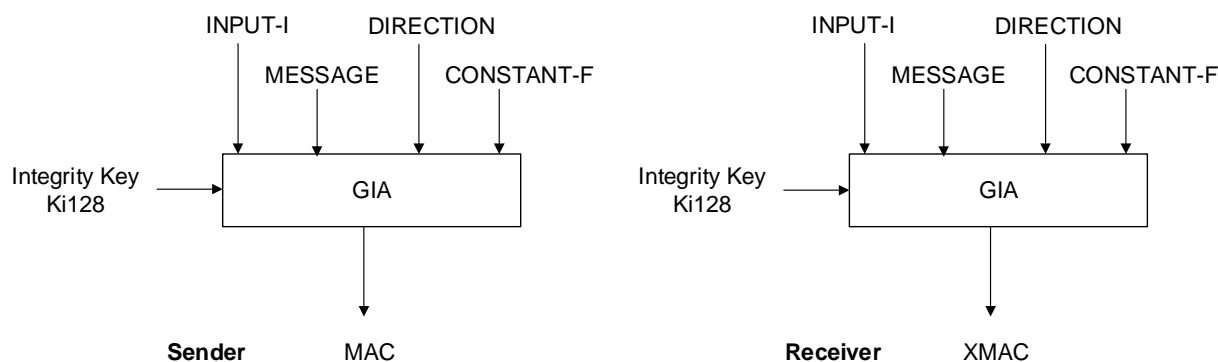 INPUT-I DIRECTION
MESSAGE CONSTANT-F
Integrity Key
Ki128
GIA
Sender MAC
INPUT-I DIRECTION
MESSAGE CONSTANT-F
Integrity Key
Ki128
GIA
Receiver XMAC